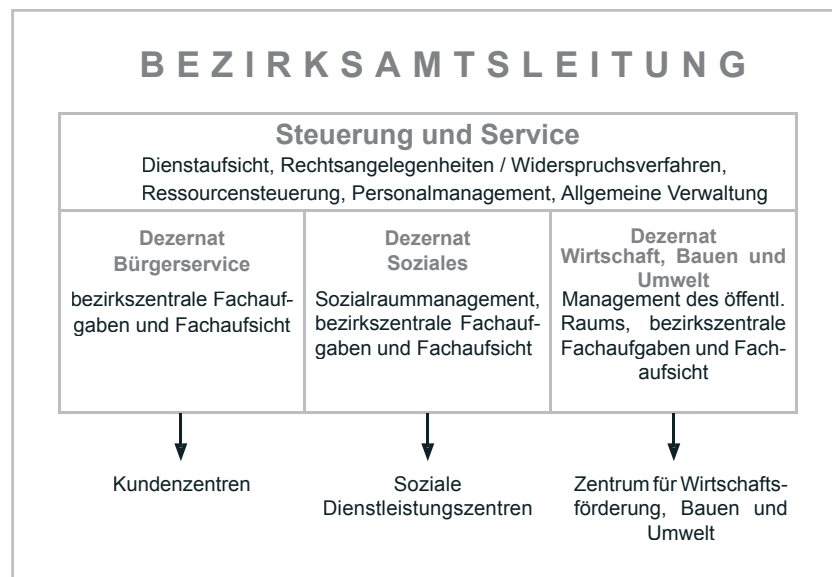 BEZIRKSAMTSLEITUNG
Steuerung und Service
Dienstaufsicht, Rechtsangelegenheiten / Widerspruchsverfahren,
Ressourcensteuerung, Personalmanagement, Allgemeine Verwaltung
Dezernat
Bürgerservice
bezirkszentrale Fachauf-
gaben und Fachaufsicht
Dezernat
Soziales
Sozialraummanagement,
bezirkszentrale Fachauf-
gaben und Fachaufsicht
Dezernat
Wirtschaft, Bauen und
Umwelt
Management des öffentl.
Raums, bezirkszentrale
Fachaufgaben und Fach-
aufsicht
Kundenzentren
Soziale
Dienstleistungszentren
Zentrum für Wirtschafts-
förderung, Bauen und
Umwelt